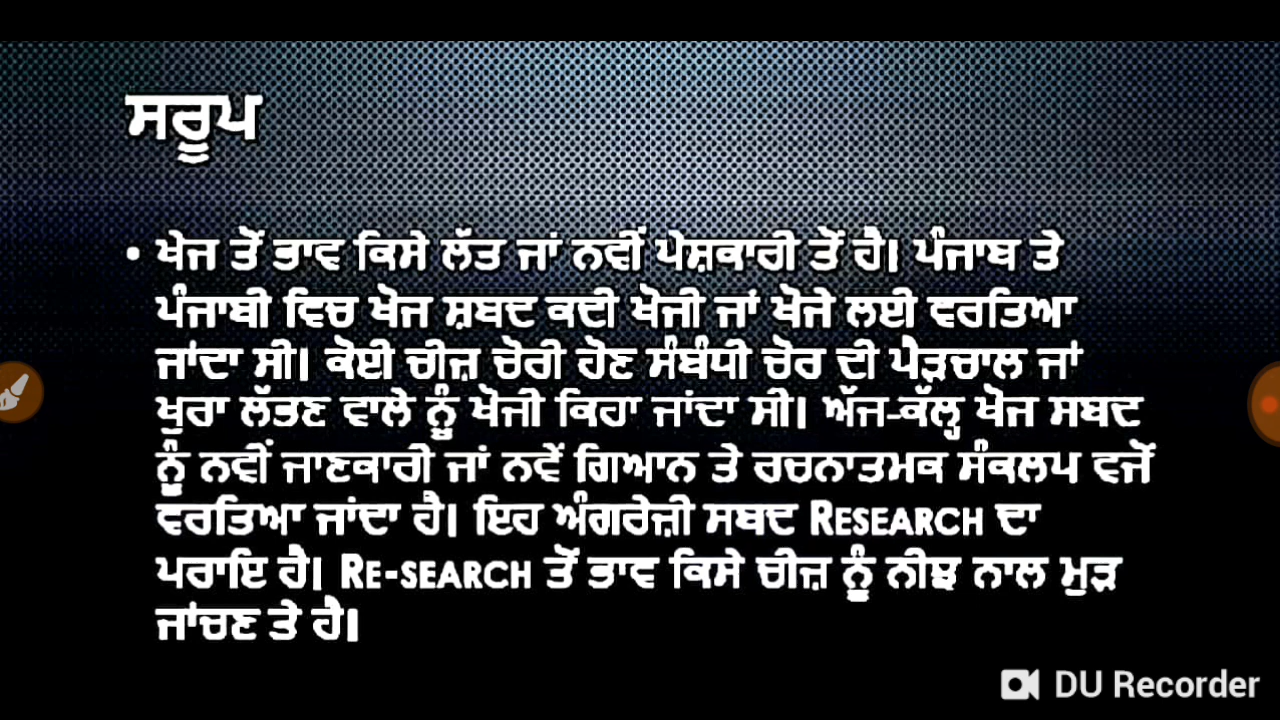 ਸਰੂਪ
• ਖੇਜ ਤੋਂ ਭਾਵ ਕਿਸੇ ਲੱਤ ਜਾਂ ਨਵੀਂ ਪੇਸ਼ਕਾਰੀ ਤੋਂ ਹੈ। ਪੰਜਾਬ ਤੇ
ਪੰਜਾਬੀ ਵਿਚ ਖੋਜ ਸ਼ਬਦ ਕਦੀ ਖੋਜੀ ਜਾਂ ਖੋਜੇ ਲਈ ਵਰਤਿਆ
ਜਾਂਦਾ ਸੀ। ਕੋਈ ਚੀਜ਼ ਚੋਰੀ ਹੋਣ ਸੰਬੰਧੀ ਚੋਰ ਦੀ ਪੈੜਚਾਲ ਜਾਂ
ਖੁਰਾ ਲੱਭਣ ਵਾਲੇ ਨੂੰ ਖੋਜੀ ਕਿਹਾ ਜਾਂਦਾ ਸੀ। ਅੱਜ-ਕੱਲ੍ਹ ਖੋਜ ਸਬਦ
ਨੂੰ ਨਵੀਂ ਜਾਣਕਾਰੀ ਜਾਂ ਨਵੇਂ ਗਿਆਨ ਤੇ ਰਚਨਾਤਮਕ ਸੰਕਲਪ ਵਜੋਂ
ਵਰਤਿਆ ਜਾਂਦਾ ਹੈ। ਇਹ ਅੰਗਰੇਜ਼ੀ ਸਬਦ RESEARCH ਦਾ
ਪਰਾਇ ਹੈ। RE-SEARCH ਤੋਂ ਭਾਵ ਕਿਸੇ ਚੀਜ਼ ਨੂੰ ਨੀਝ ਨਾਲ ਮੁੜ
ਜਾਂਚਣ ਤੇ ਹੈ।
DU Recorder